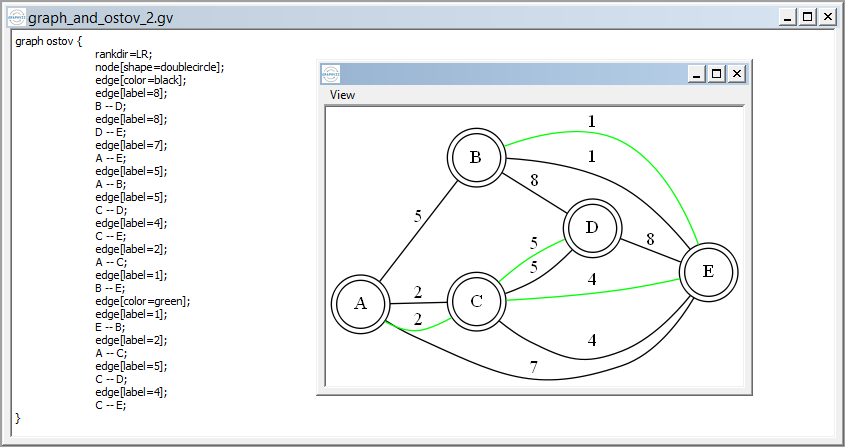 graph_and_ostov_2.gv
graph ostov {
rankdir=LR;
node[shape=doublecircle];
edge[color=black];
edge[label=8];
B -- D;
edge[label=8];
D -- E;
edge[label=7];
A -- E;
edge[label=5];
A -- B;
edge[label=5];
C -- D;
edge[label=4];
C -- E;
edge[label=2];
A -- C;
edge[label=1];
B -- E;
edge[color=green];
edge[label=1];
E -- B;
edge[label=2];
A -- C;
edge[label=5];
C -- D;
edge[label=4];
C -- E;
}
View
1
B
1
8
5
D
5
8
5
E
4
2
A
C
2
4
7